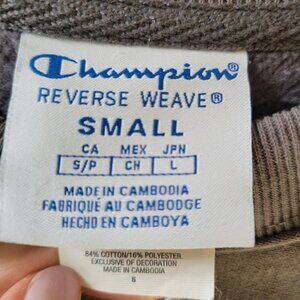 Champion®
REVERSE WEAVE®
SMALL
CA MEX JPN
S/P CH L
MADE IN CAMBODIA
FABRIQUÉ AU CAMBODGE
HECHO EN CAMBOYA
84% COTTON/16% POLYESTER.
EXCLUSIVE OF DECORATION
MADE IN CAMBODIA
6